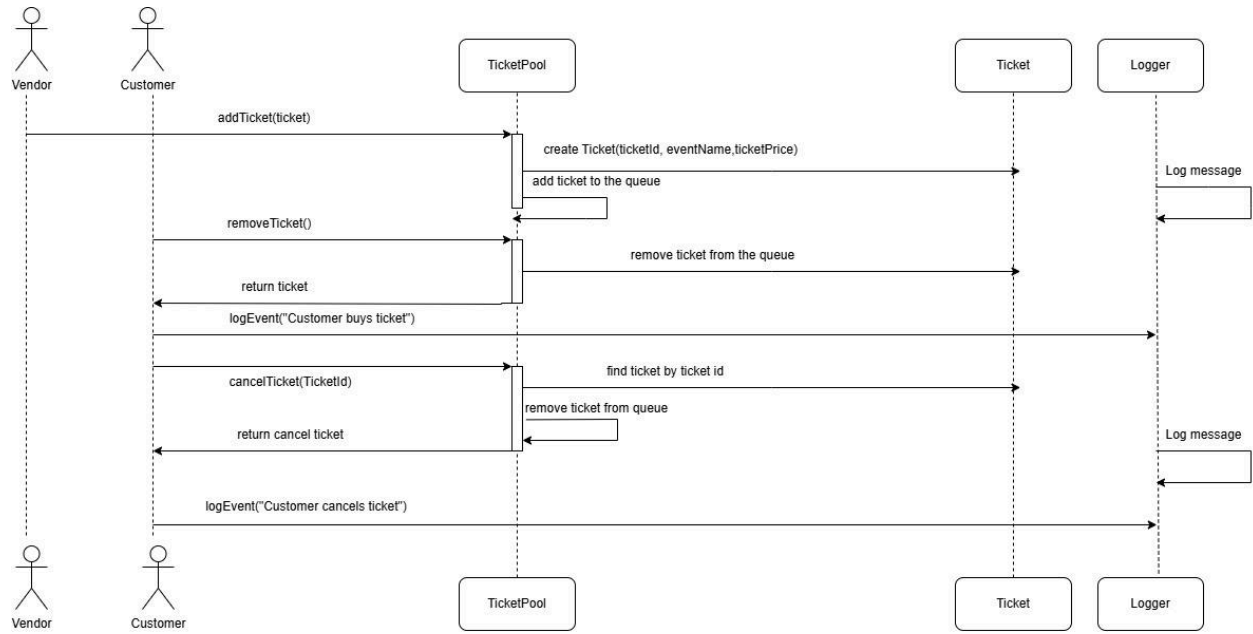 Vendor
Customer
TicketPool
Ticket
Logger
addTicket(ticket)
create Ticket(ticketId, eventName,ticketPrice)
Log message
add ticket to the queue
removeTicket()
remove ticket from the queue
return ticket
logEvent("Customer buys ticket")
find ticket by ticket id
cancelTicket(TicketId)
remove ticket from queue
return cancel ticket
Log message
logEvent("Customer cancels ticket")
TicketPool
Ticket
Logger
Vendor
Customer